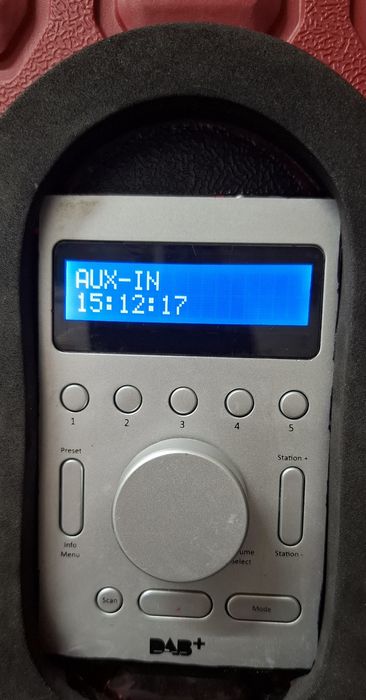 AUX-IN
15:12:17
1 2 3 4 5
Preset
Station +
Info
Menu
Station -
Scan
Mode
DAB+